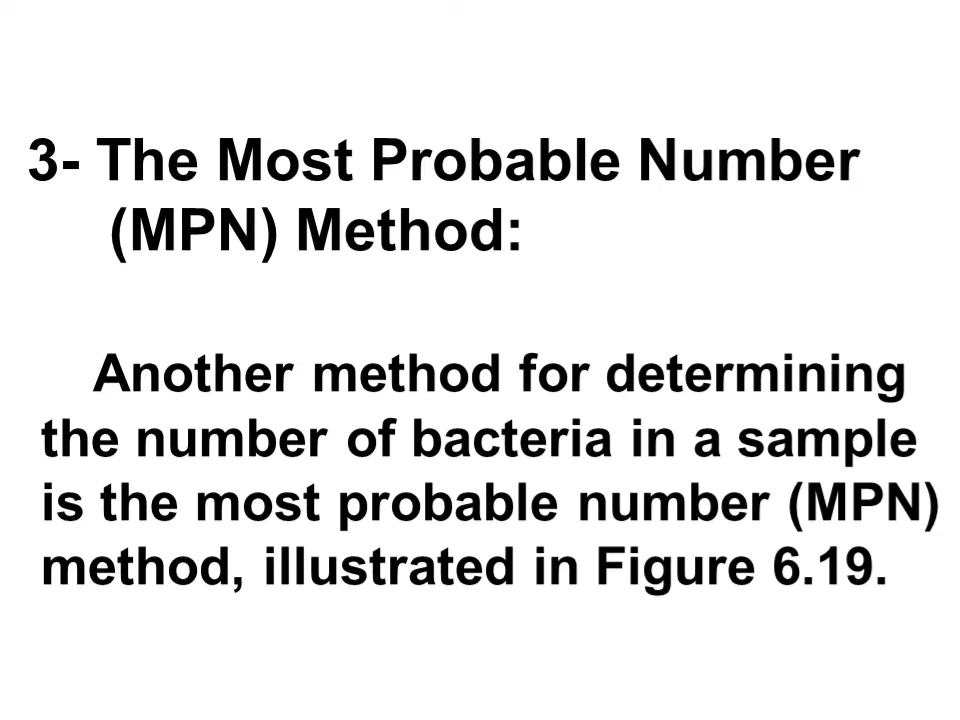 3- The Most Probable Number
(MPN) Method:
Another method for determining
the number of bacteria in a sample
is the most probable number (MPN)
method, illustrated in Figure 6.19.